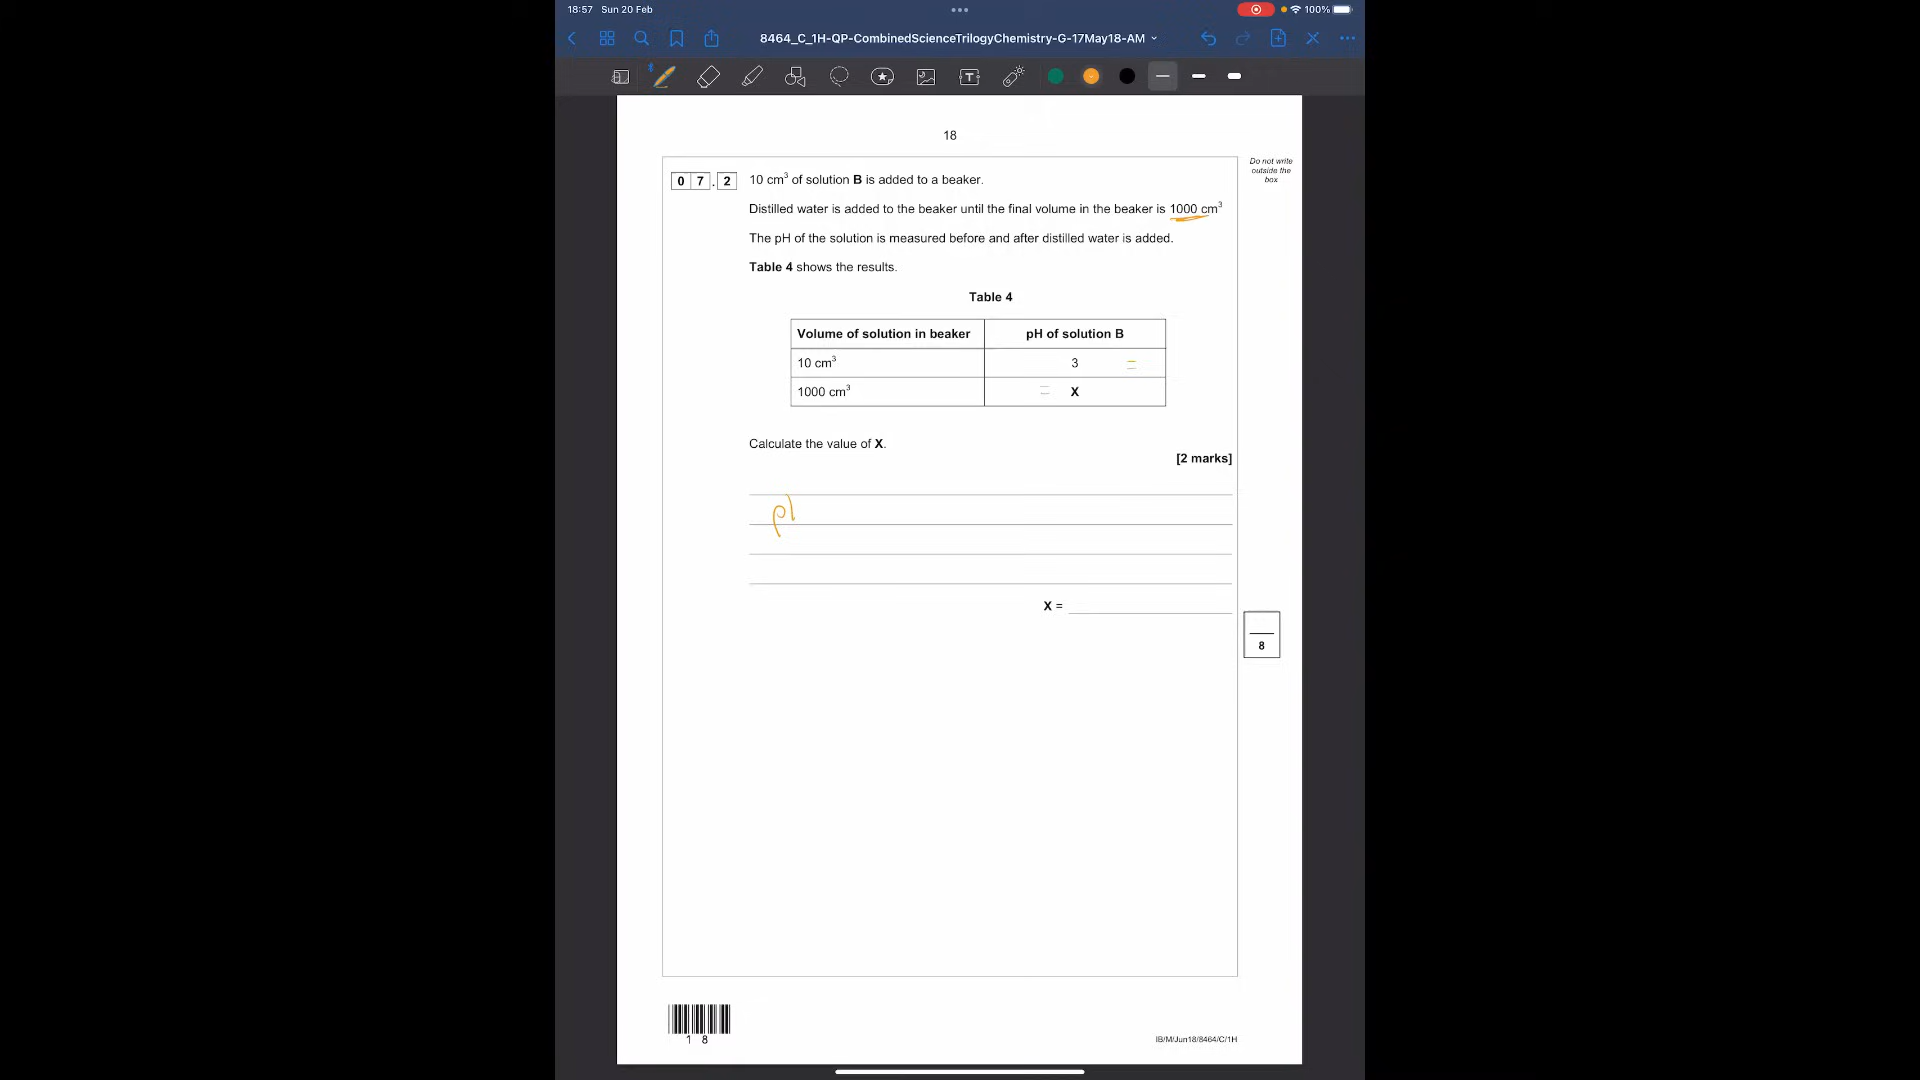 18:57 Sun 20 Feb
100%
8464_C_1H-QP-CombinedScienceTrilogyChemistry-G-17May18-AM
18
Do not write
outside the
box
0 7 . 2 10 cm³ of solution B is added to a beaker.
Distilled water is added to the beaker until the final volume in the beaker is 1000 cm³
The pH of the solution is measured before and after distilled water is added.
Table 4 shows the results.
Table 4
Volume of solution in beaker pH of solution B
10 cm³ 3 =
1000 cm³ = X
Calculate the value of X.
[2 marks]
X =
8
1 8
IB/M/Jun18/8464/C/1H